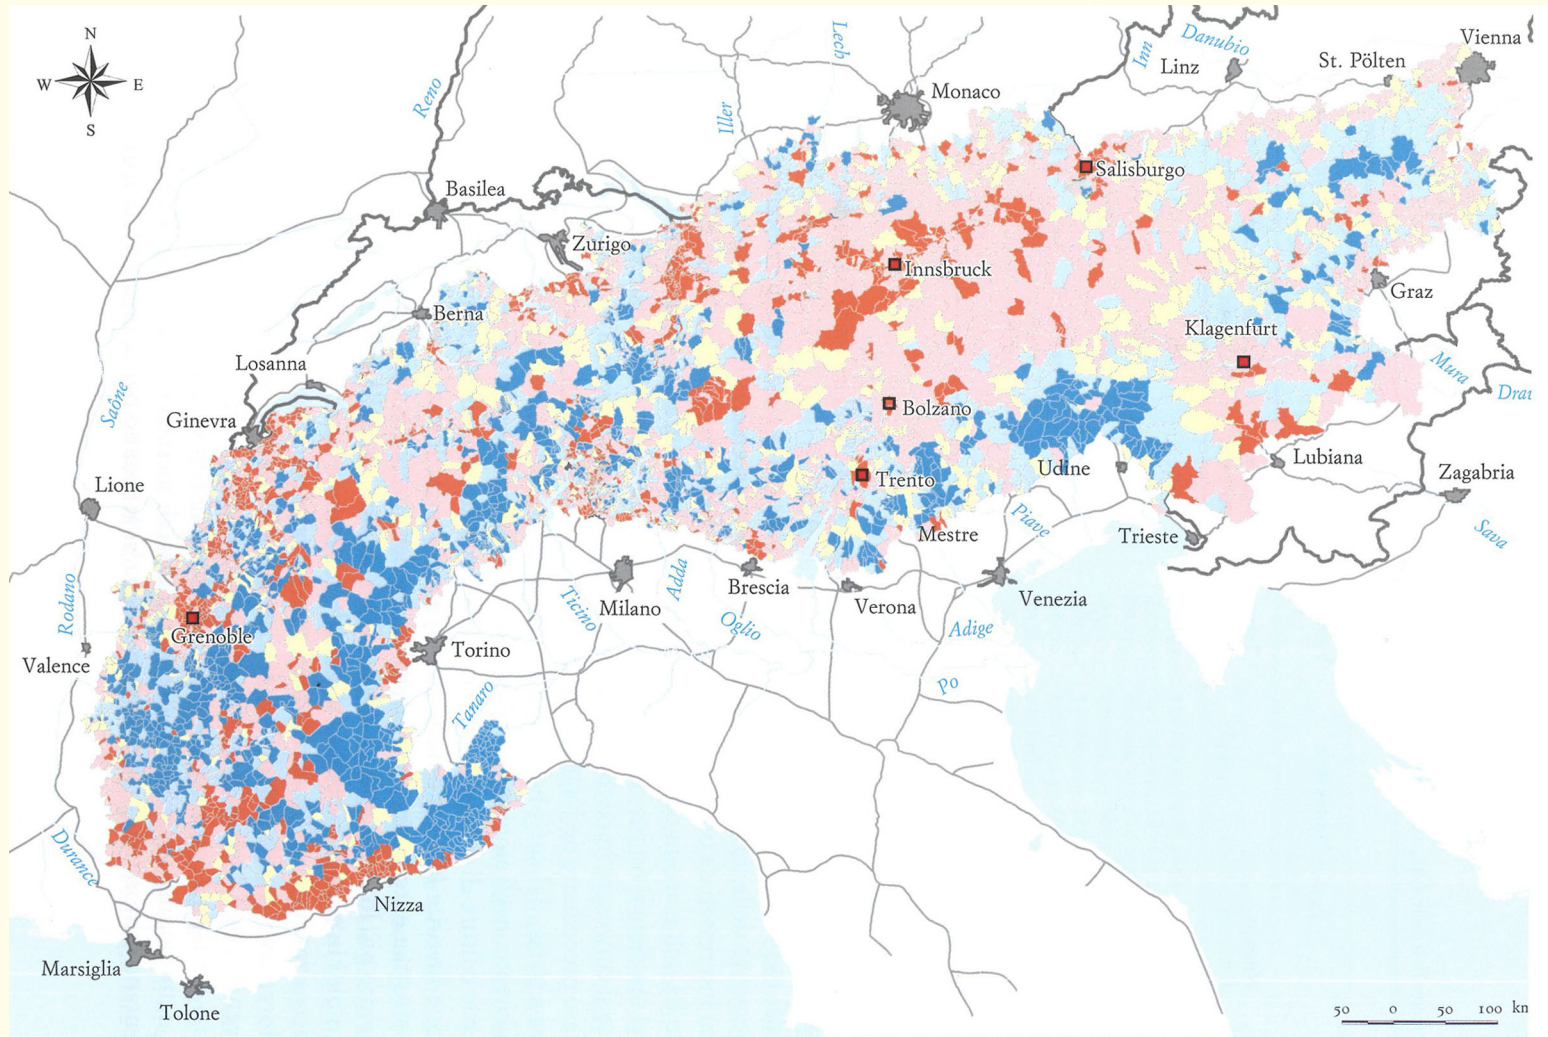 N
W E
S
Reno
Saône
Rodano
Durance
Iller
Lech
Inn
Danubio
Linz
St. Pölten
Vienna
Monaco
Salisburgo
Basilea
Zurigo
Innsbruck
Graz
Berna
Klagenfurt
Losanna
Mura
Ginevra
Bolzano
Udine
Lubiana
Zagabria
Lione
Trento
Mestre
Piave
Trieste
Sava
Brescia
Verona
Venezia
Milano
Ticino
Adda
Oglio
Adige
Po
Grenoble
Valence
Torino
Tanaro
Nizza
Marsiglia
Tolone
50 0 50 100 km